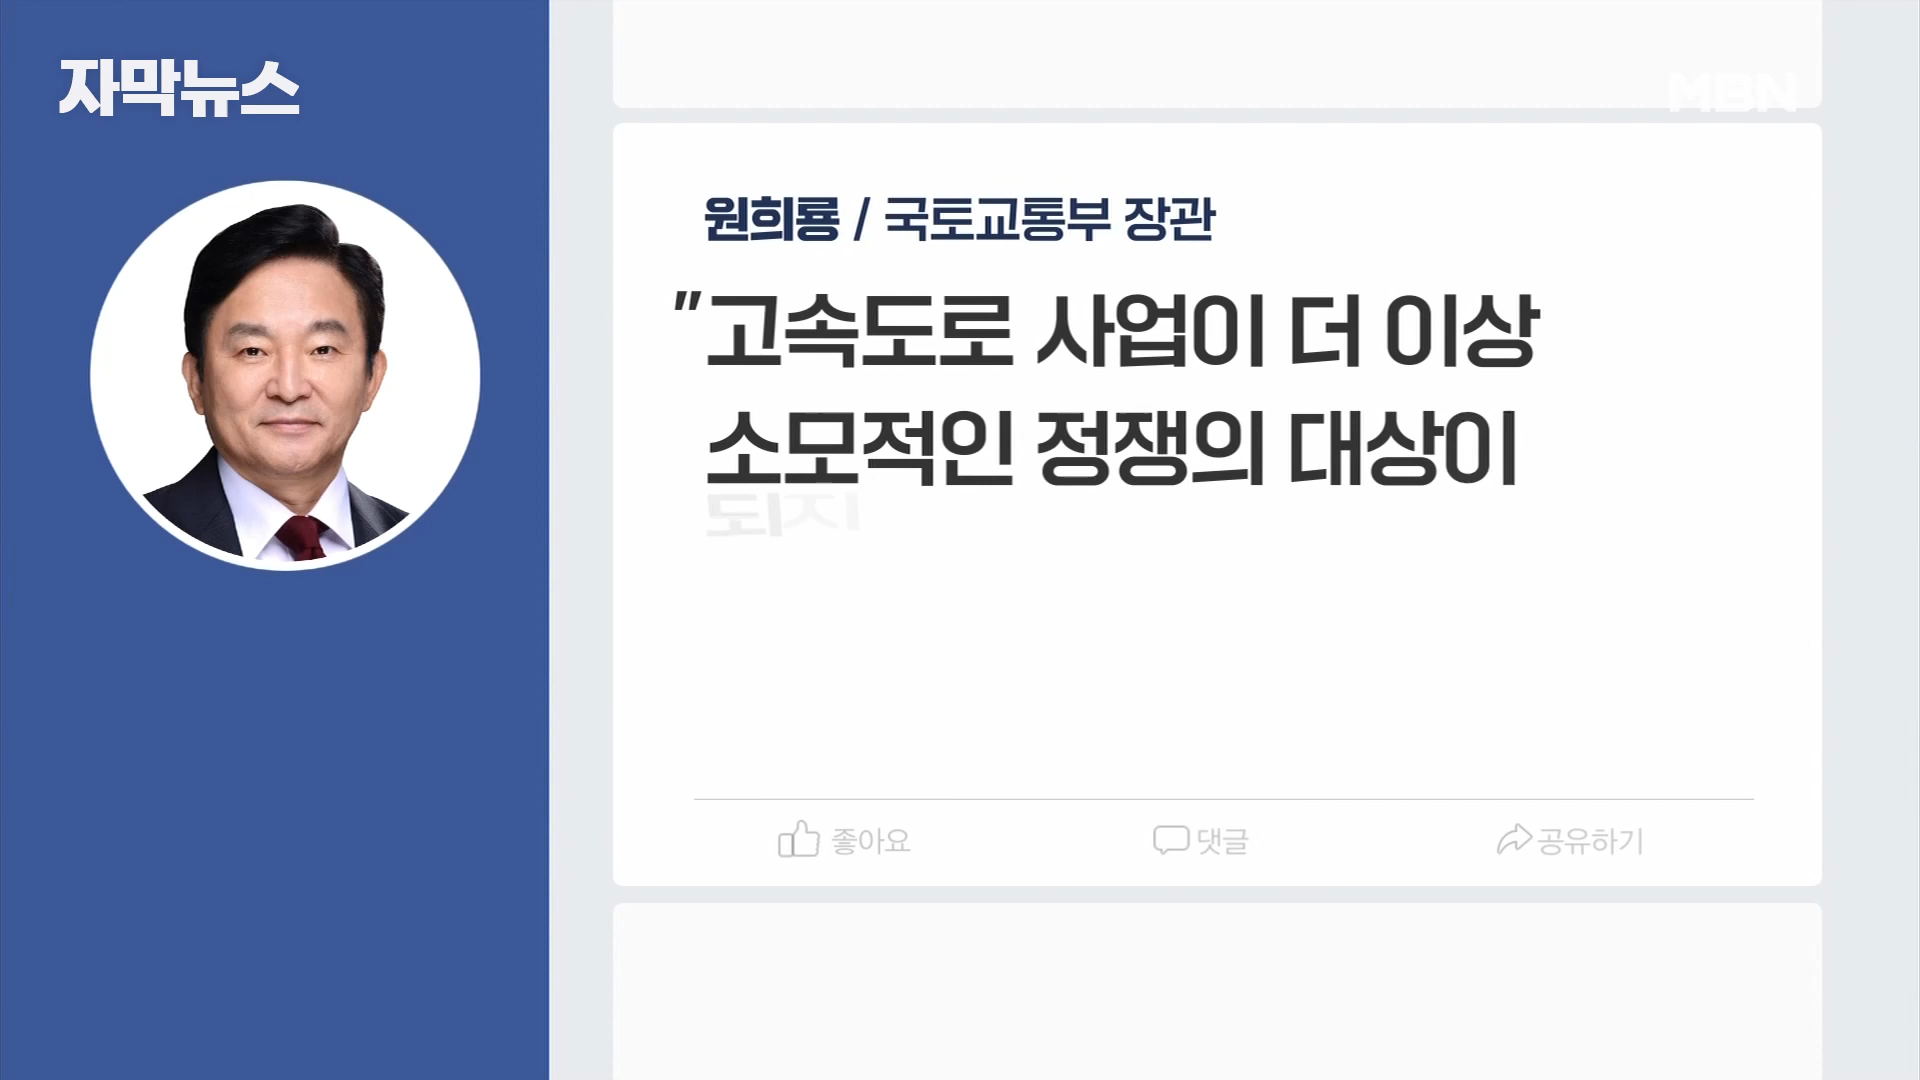 자막뉴스
MBN
원희룡 / 국토교통부 장관
"고속도로 사업이 더 이상
소모적인 정쟁의 대상이
되지
좋아요
댓글
공유하기